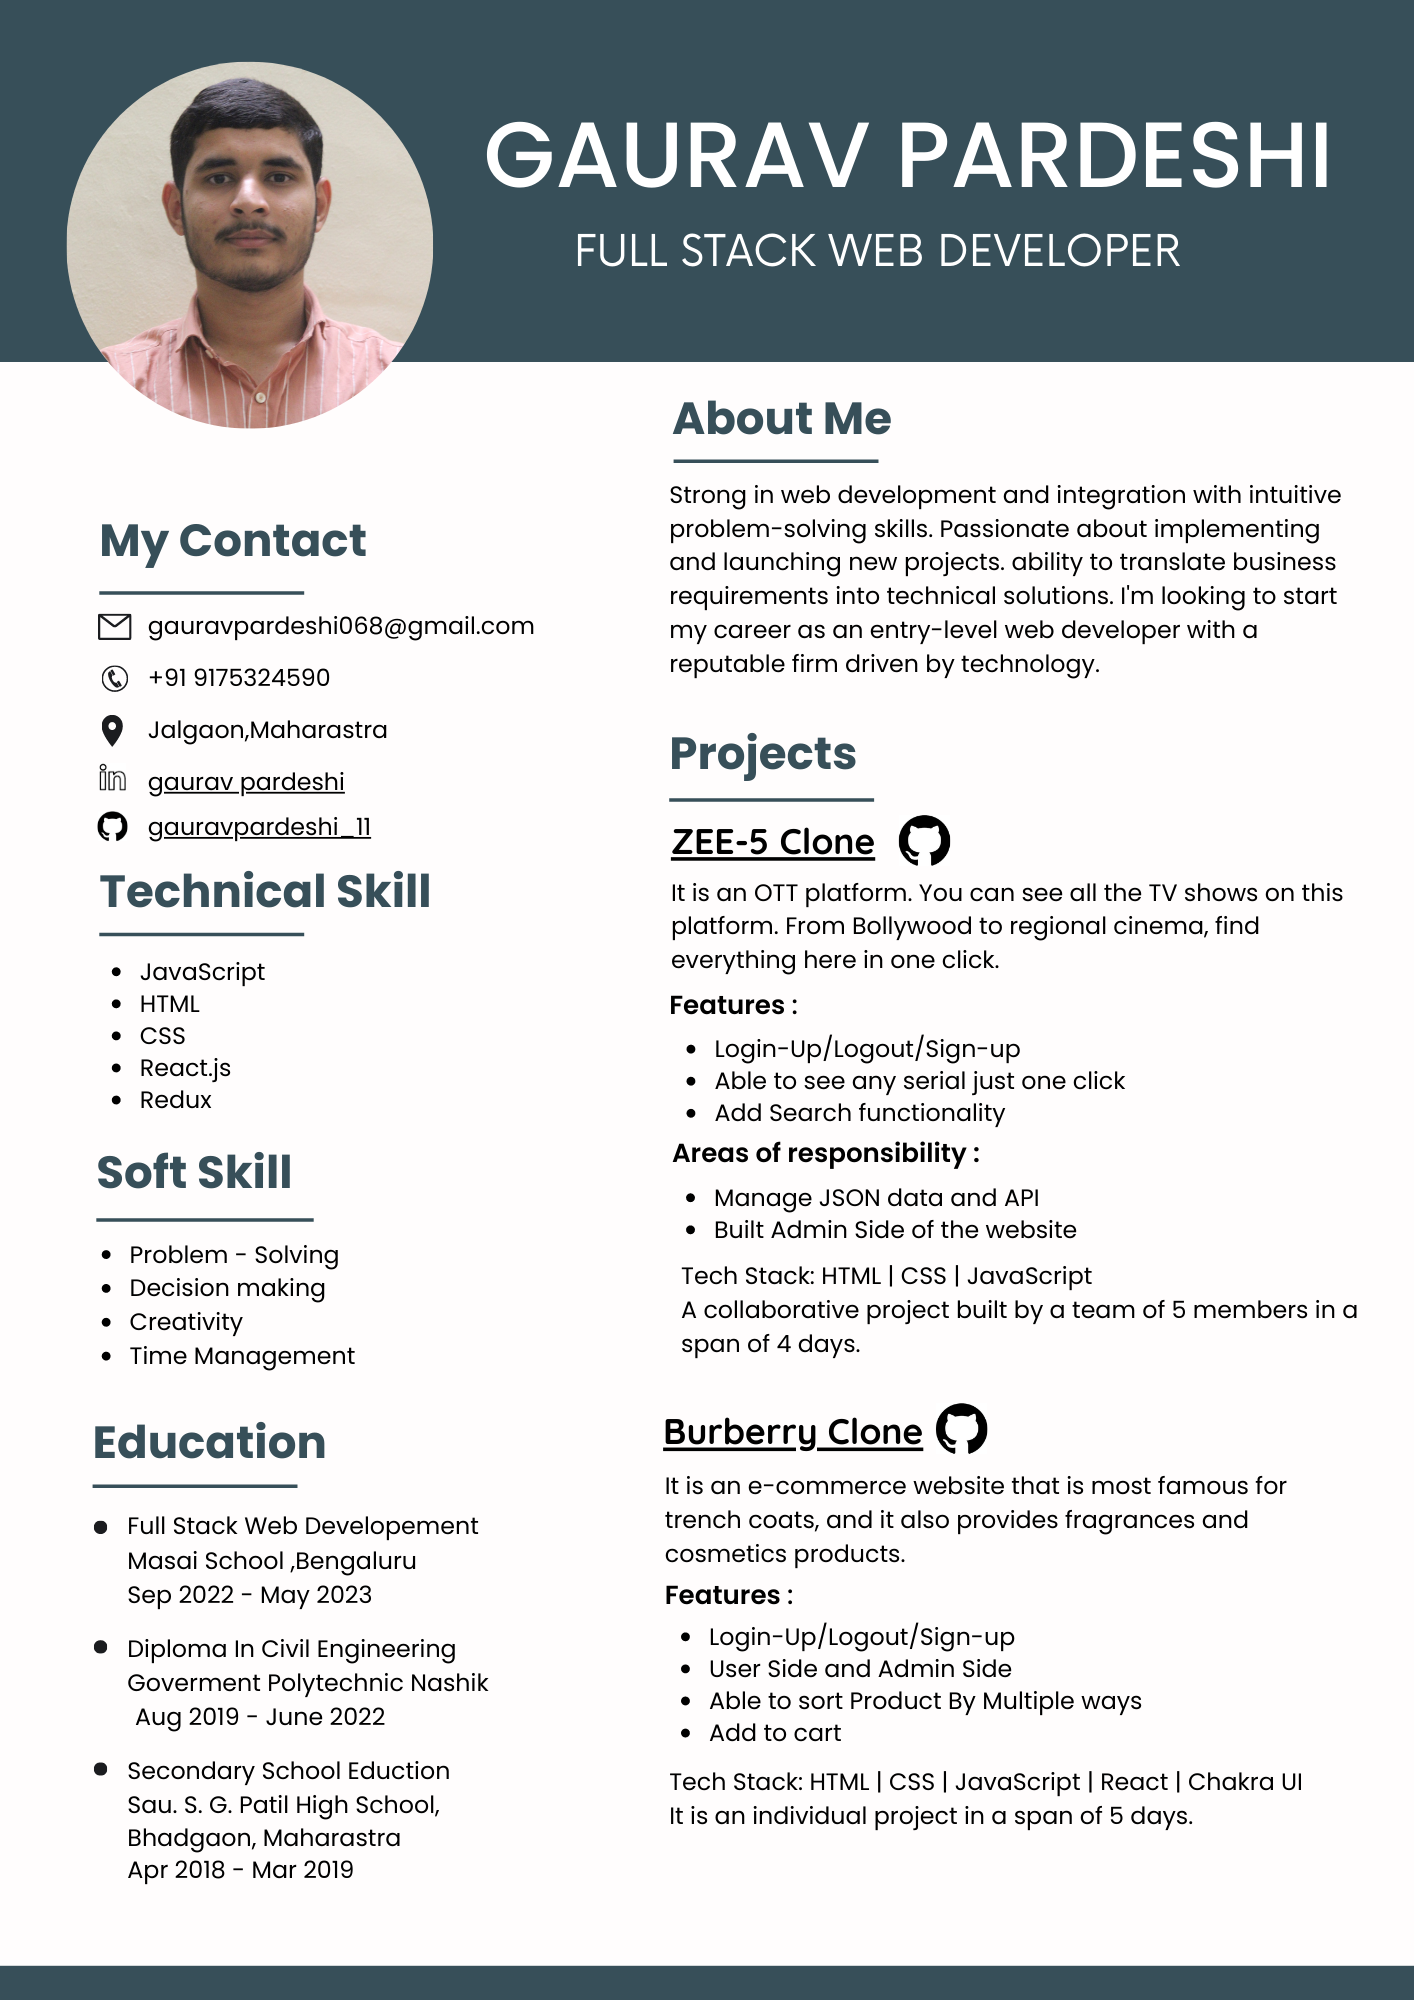 GAURAV PARDESHI
FULL STACK WEB DEVELOPER
My Contact
gauravpardeshi068@gmail.com
+91 9175324590
Jalgaon,Maharastra
gaurav pardeshi
gauravpardeshi_11
Technical Skill
JavaScript
HTML
CSS
React.js
Redux
Soft Skill
Problem - Solving
Decision making
Creativity
Time Management
Education
Full Stack Web Developement
Masai School ,Bengaluru
Sep 2022 - May 2023
Diploma In Civil Engineering
Goverment Polytechnic Nashik
Aug 2019 - June 2022
Secondary School Eduction
Sau. S. G. Patil High School,
Bhadgaon, Maharastra
Apr 2018 - Mar 2019
About Me
Strong in web development and integration with intuitive
problem-solving skills. Passionate about implementing
and launching new projects. ability to translate business
requirements into technical solutions. I'm looking to start
my career as an entry-level web developer with a
reputable firm driven by technology.
Projects
ZEE-5 Clone
It is an OTT platform. You can see all the TV shows on this
platform. From Bollywood to regional cinema, find
everything here in one click.
Features :
Login-Up/Logout/Sign-up
Able to see any serial just one click
Add Search functionality
Areas of responsibility :
Manage JSON data and API
Built Admin Side of the website
Tech Stack: HTML | CSS | JavaScript
A collaborative project built by a team of 5 members in a
span of 4 days.
Burberry Clone
It is an e-commerce website that is most famous for
trench coats, and it also provides fragrances and
cosmetics products.
Features :
Login-Up/Logout/Sign-up
User Side and Admin Side
Able to sort Product By Multiple ways
Add to cart
Tech Stack: HTML | CSS | JavaScript | React | Chakra UI
It is an individual project in a span of 5 days.